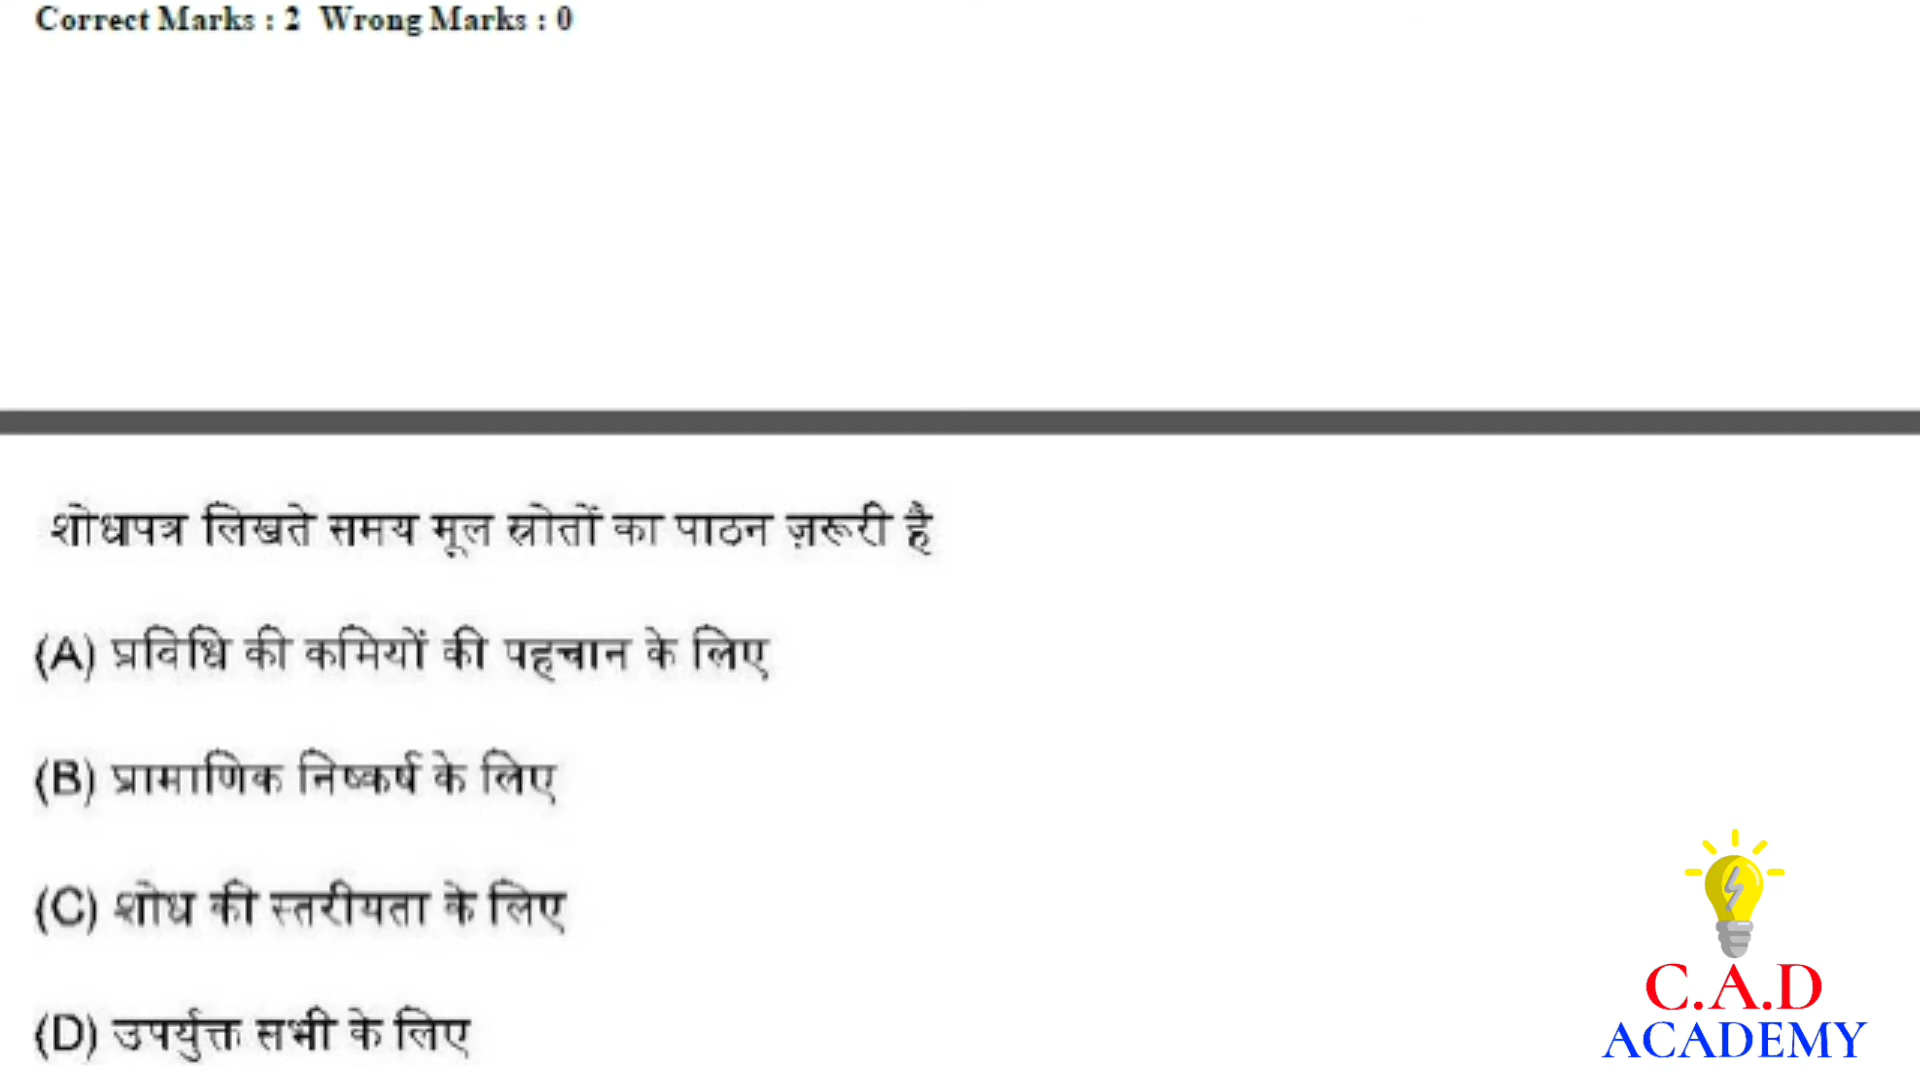 Correct Marks : 2 Wrong Marks : 0
शोधपत्र लिखते समय मूल स्रोतों का पाठन ज़रूरी है
(A) प्रविधि की कमियों की पहचान के लिए
(B) प्रामाणिक निष्कर्ष के लिए
(C) शोध की स्तरीयता के लिए
(D) उपर्युक्त सभी के लिए
C.A.D
ACADEMY